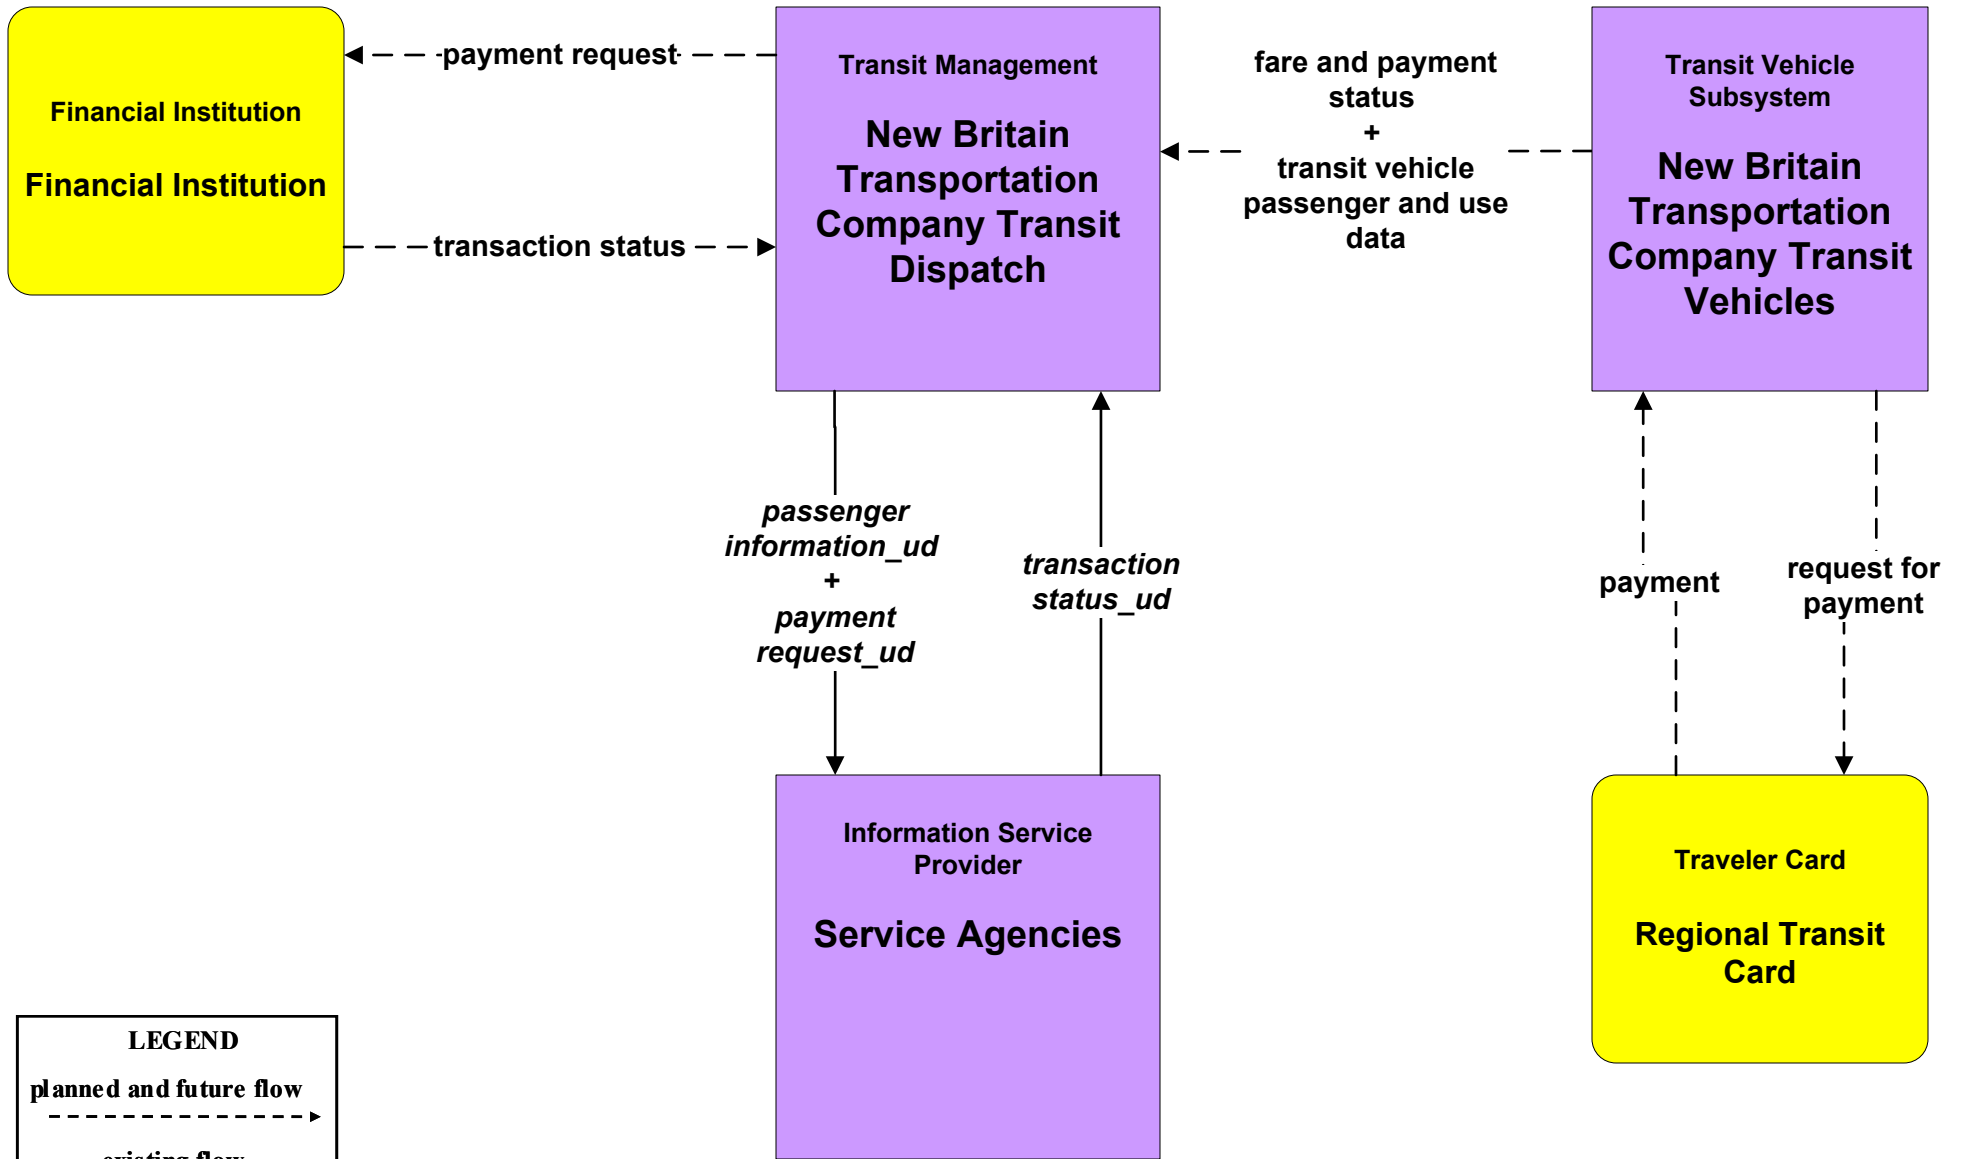 Financial Institution
Financial Institution
payment request
transaction status
Transit Management
New Britain
Transportation
Company Transit
Dispatch
fare and payment
status
+
transit vehicle
passenger and use
data
Transit Vehicle
Subsystem
New Britain
Transportation
Company Transit
Vehicles
passenger
information_ud
+
payment
request_ud
transaction
status_ud
payment
request for
payment
Information Service
Provider
Service Agencies
Traveler Card
Regional Transit
Card
LEGEND
planned and future flow
existing flow